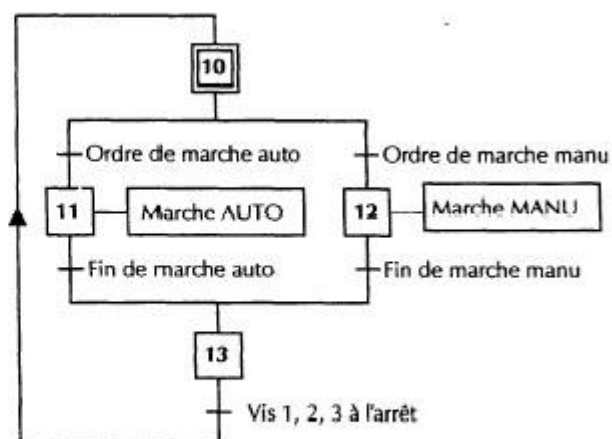 10
Ordre de marche auto
Ordre de marche manu
11
Marche AUTO
12
Marche MANU
Fin de marche auto
Fin de marche manu
13
Vis 1, 2, 3 à l'arrêt